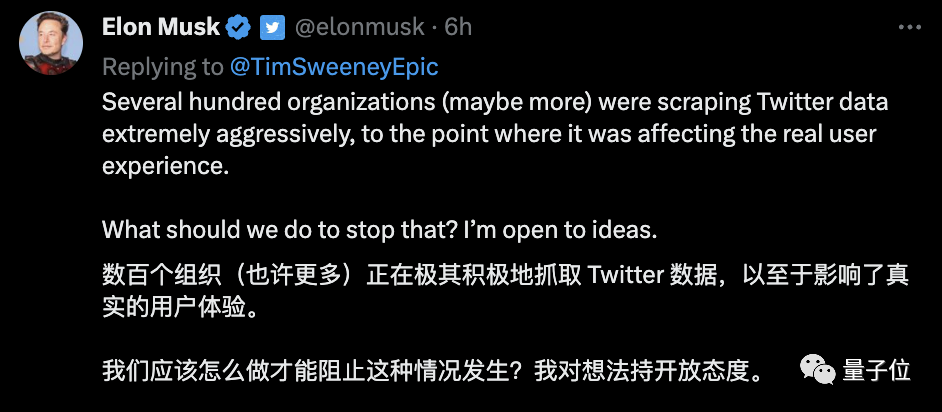 Elon Musk @elonmusk · 6h
Replying to @TimSweeneyEpic
Several hundred organizations (maybe more) were scraping Twitter data
extremely aggressively, to the point where it was affecting the real user
experience.
What should we do to stop that? I’m open to ideas.
数百个组织（也许更多）正在极其积极地抓取 Twitter 数据，以至于影响了真
实的用户体验。
我们应该怎么做才能阻止这种情况发生？我对想法持开放态度。
量子位